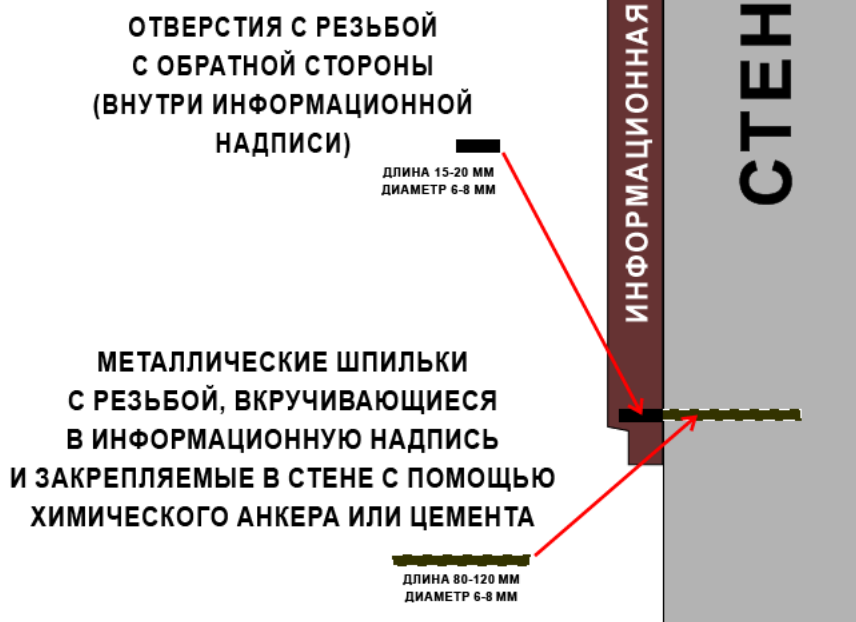 ОТВЕРСТИЯ С РЕЗЬБОЙ
С ОБРАТНОЙ СТОРОНЫ
(ВНУТРИ ИНФОРМАЦИОННОЙ
НАДПИСИ)
ДЛИНА 15-20 ММ
ДИАМЕТР 6-8 ММ
ИНФОРМАЦИОННАЯ
СТЕН
МЕТАЛЛИЧЕСКИЕ ШПИЛЬКИ
С РЕЗЬБОЙ, ВКРУЧИВАЮЩИЕСЯ
В ИНФОРМАЦИОННУЮ НАДПИСЬ
И ЗАКРЕПЛЯЕМЫЕ В СТЕНЕ С ПОМОЩЬЮ
ХИМИЧЕСКОГО АНКЕРА ИЛИ ЦЕМЕНТА
ДЛИНА 80-120 ММ
ДИАМЕТР 6-8 ММ